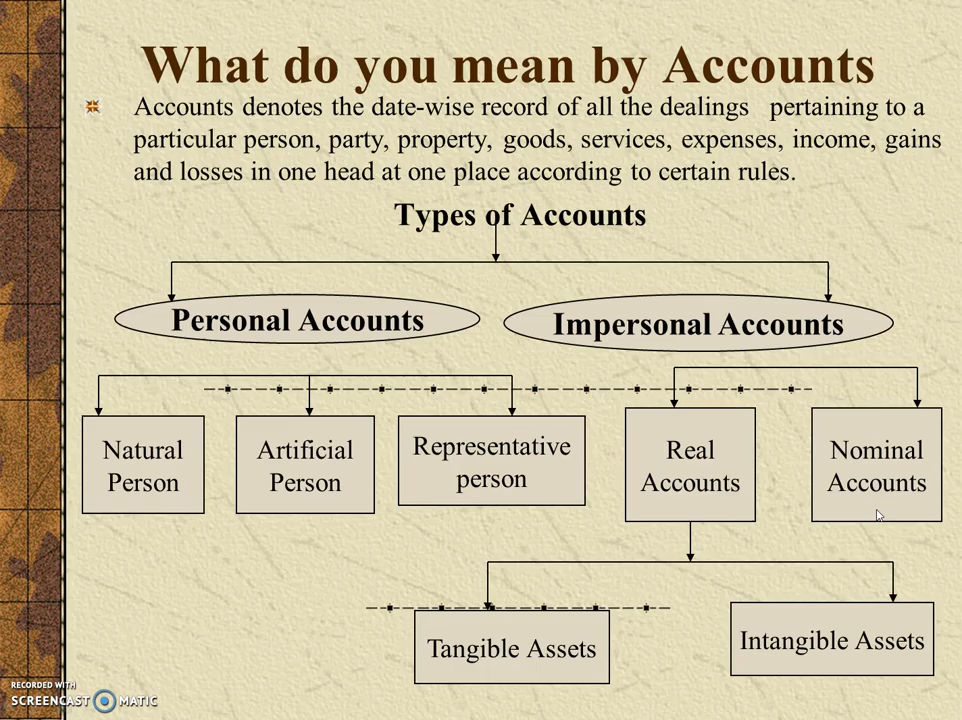 What do you mean by Accounts
Accounts denotes the date-wise record of all the dealings pertaining to a
particular person, party, property, goods, services, expenses, income, gains
and losses in one head at one place according to certain rules.
Types of Accounts
Personal Accounts
Impersonal Accounts
Natural
Person
Artificial
Person
Representative
person
Real
Accounts
Nominal
Accounts
Tangible Assets
Intangible Assets
RECORDED WITH
SCREENCAST MATIC